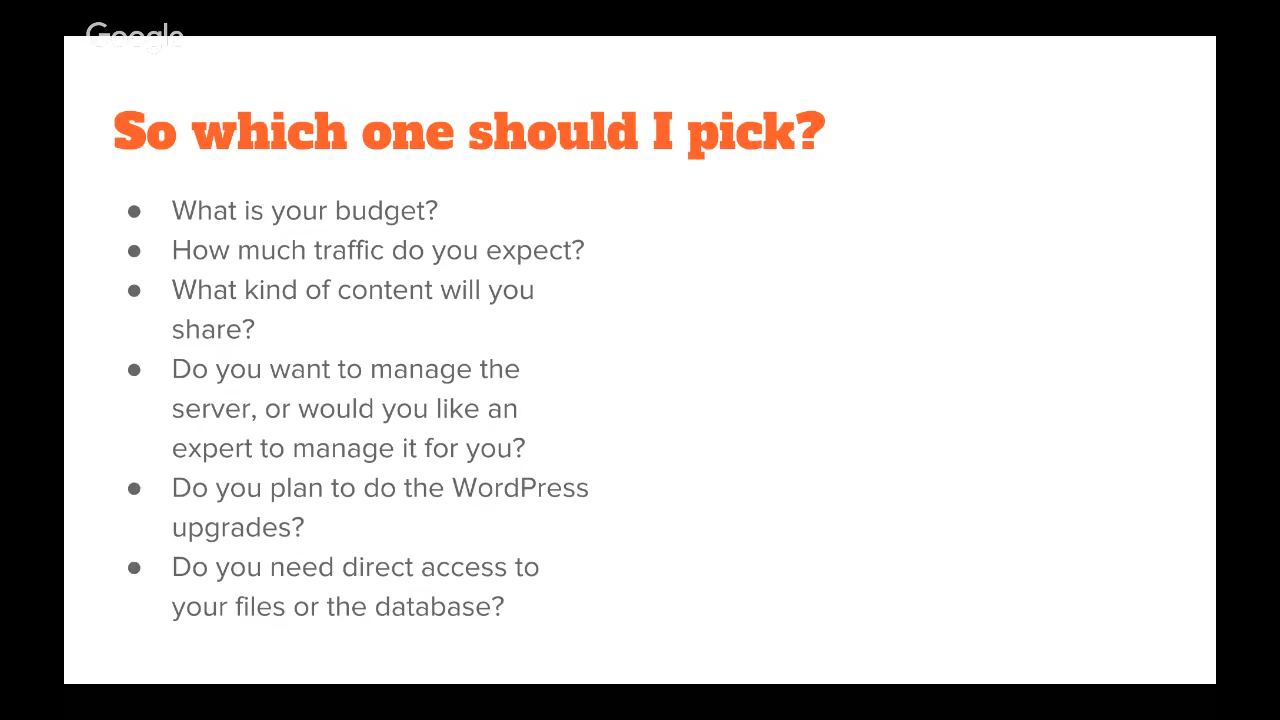 Google
So which one should I pick?
● What is your budget?
● How much traffic do you expect?
● What kind of content will you
share?
● Do you want to manage the
server, or would you like an
expert to manage it for you?
● Do you plan to do the WordPress
upgrades?
● Do you need direct access to
your files or the database?